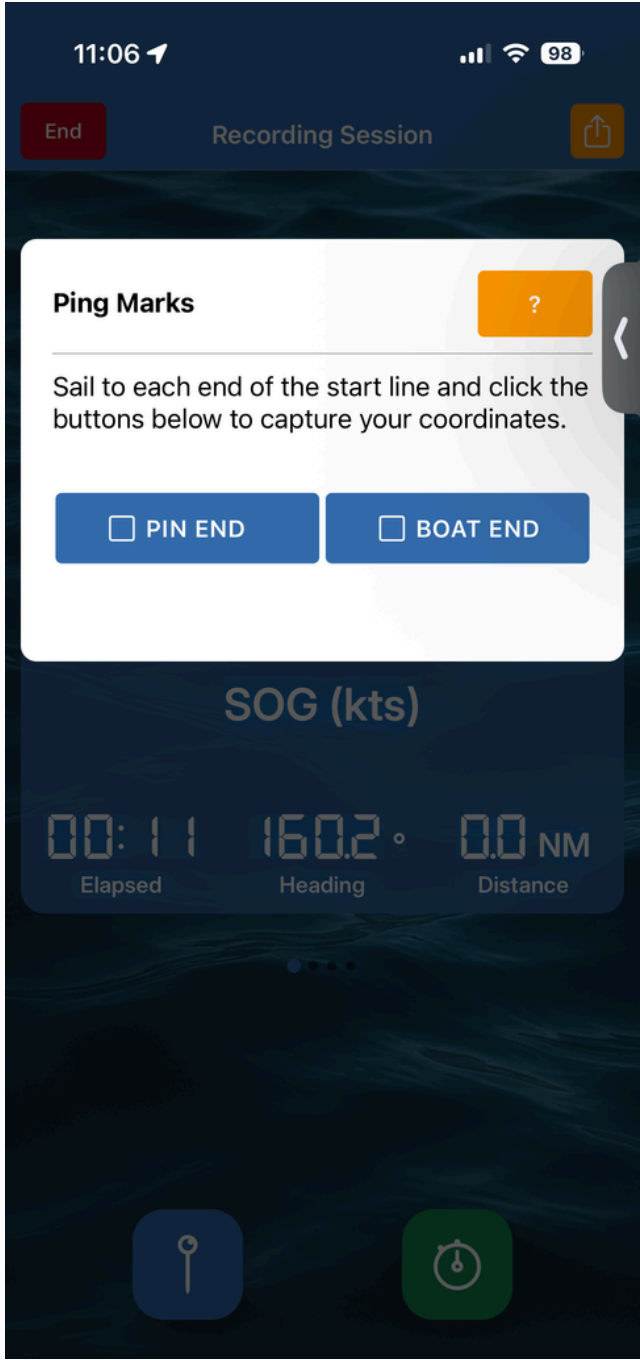 11:06
98
End
Recording Session
Ping Marks
?
Sail to each end of the start line and click the
buttons below to capture your coordinates.
PIN END
BOAT END
SOG (kts)
00:11 160.2° 0.0 NM
Elapsed Heading Distance